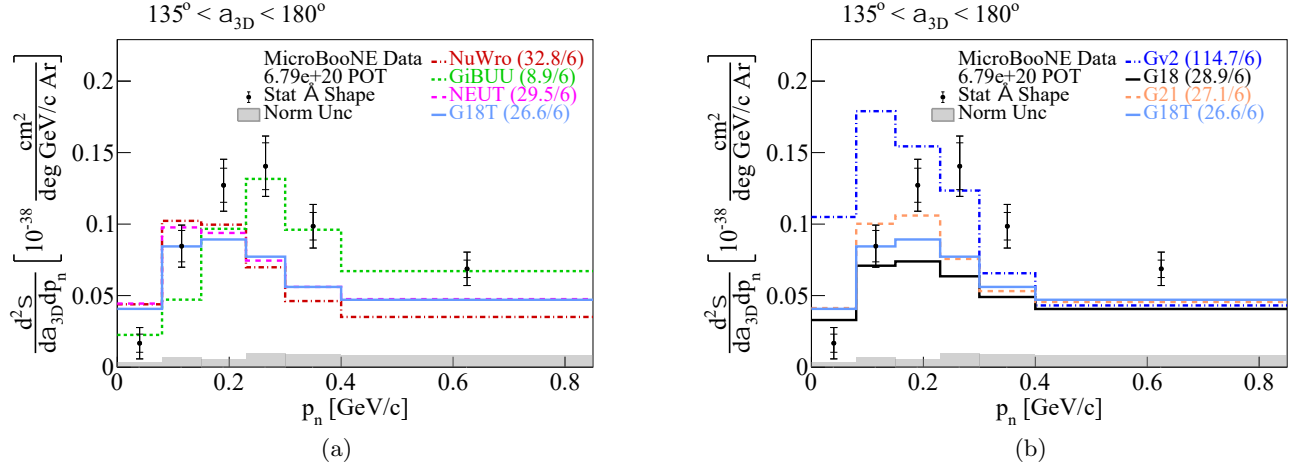 135º < a3D < 180º
MicroBooNE Data
6.79e+20 POT
Stat Å Shape
Norm Unc
NuWro (32.8/6)
GiBUU (8.9/6)
NEUT (29.5/6)
G18T (26.6/6)
d²s
da3Ddpn
[10⁻³⁸
cm²
deg GeV/c Ar
]
0.2
0.15
0.1
0.05
0
0 0.2 0.4 0.6 0.8
pn [GeV/c]
(a)
135º < a3D < 180º
MicroBooNE Data
6.79e+20 POT
Stat Å Shape
Norm Unc
Gv2 (114.7/6)
G18 (28.9/6)
G21 (27.1/6)
G18T (26.6/6)
d²s
da3Ddpn
[10⁻³⁸
cm²
deg GeV/c Ar
]
0.2
0.15
0.1
0.05
0
0 0.2 0.4 0.6 0.8
pn [GeV/c]
(b)